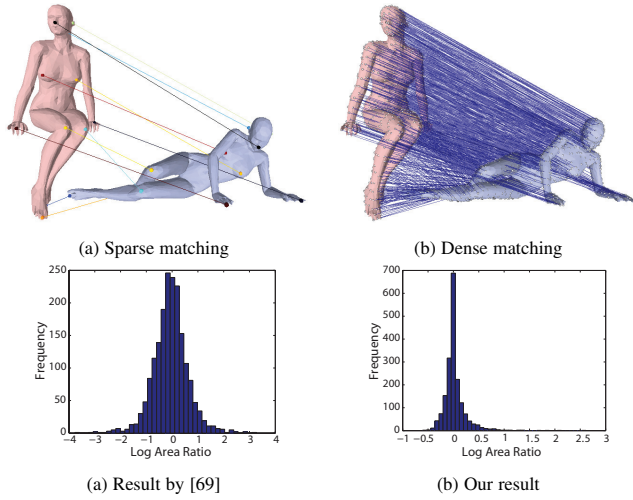 (a) Sparse matching
(b) Dense matching
250
200
150
100
50
0
Frequency
−4 −3 −2 −1 0 1 2 3 4
Log Area Ratio
700
600
500
400
300
200
100
0
Frequency
−1 −0.5 0 0.5 1 1.5 2 2.5 3
Log Area Ratio
(a) Result by [69]
(b) Our result